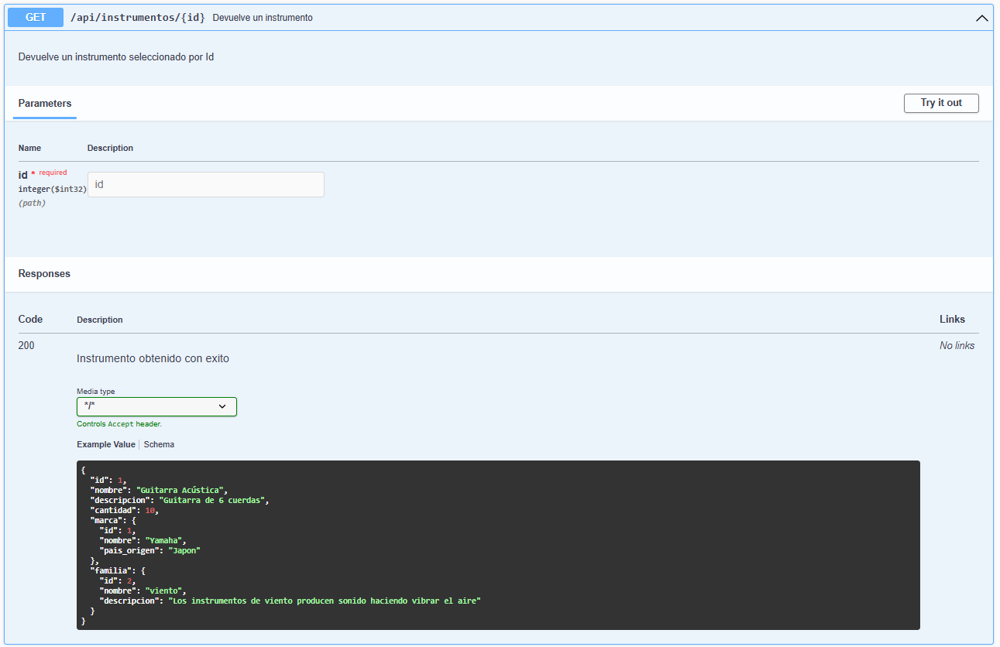 GET /api/instrumentos/{id} Devuelve un instrumento
Devuelve un instrumento seleccionado por Id
Parameters
Try it out
Name Description
id * required
integer($int32)
(path)
id
Responses
Code Description Links
200
Instrumento obtenido con exito
No links
Media type
*/*
Controls Accept header.
Example Value Schema
{
  "id": 1,
  "nombre": "Guitarra Acústica",
  "descripcion": "Guitarra de 6 cuerdas",
  "cantidad": 10,
  "marca": {
    "id": 1,
    "nombre": "Yamaha",
    "pais_origen": "Japon"
  },
  "familia": {
    "id": 2,
    "nombre": "viento",
    "descripcion": "Los instrumentos de viento producen sonido haciendo vibrar el aire"
  }
}